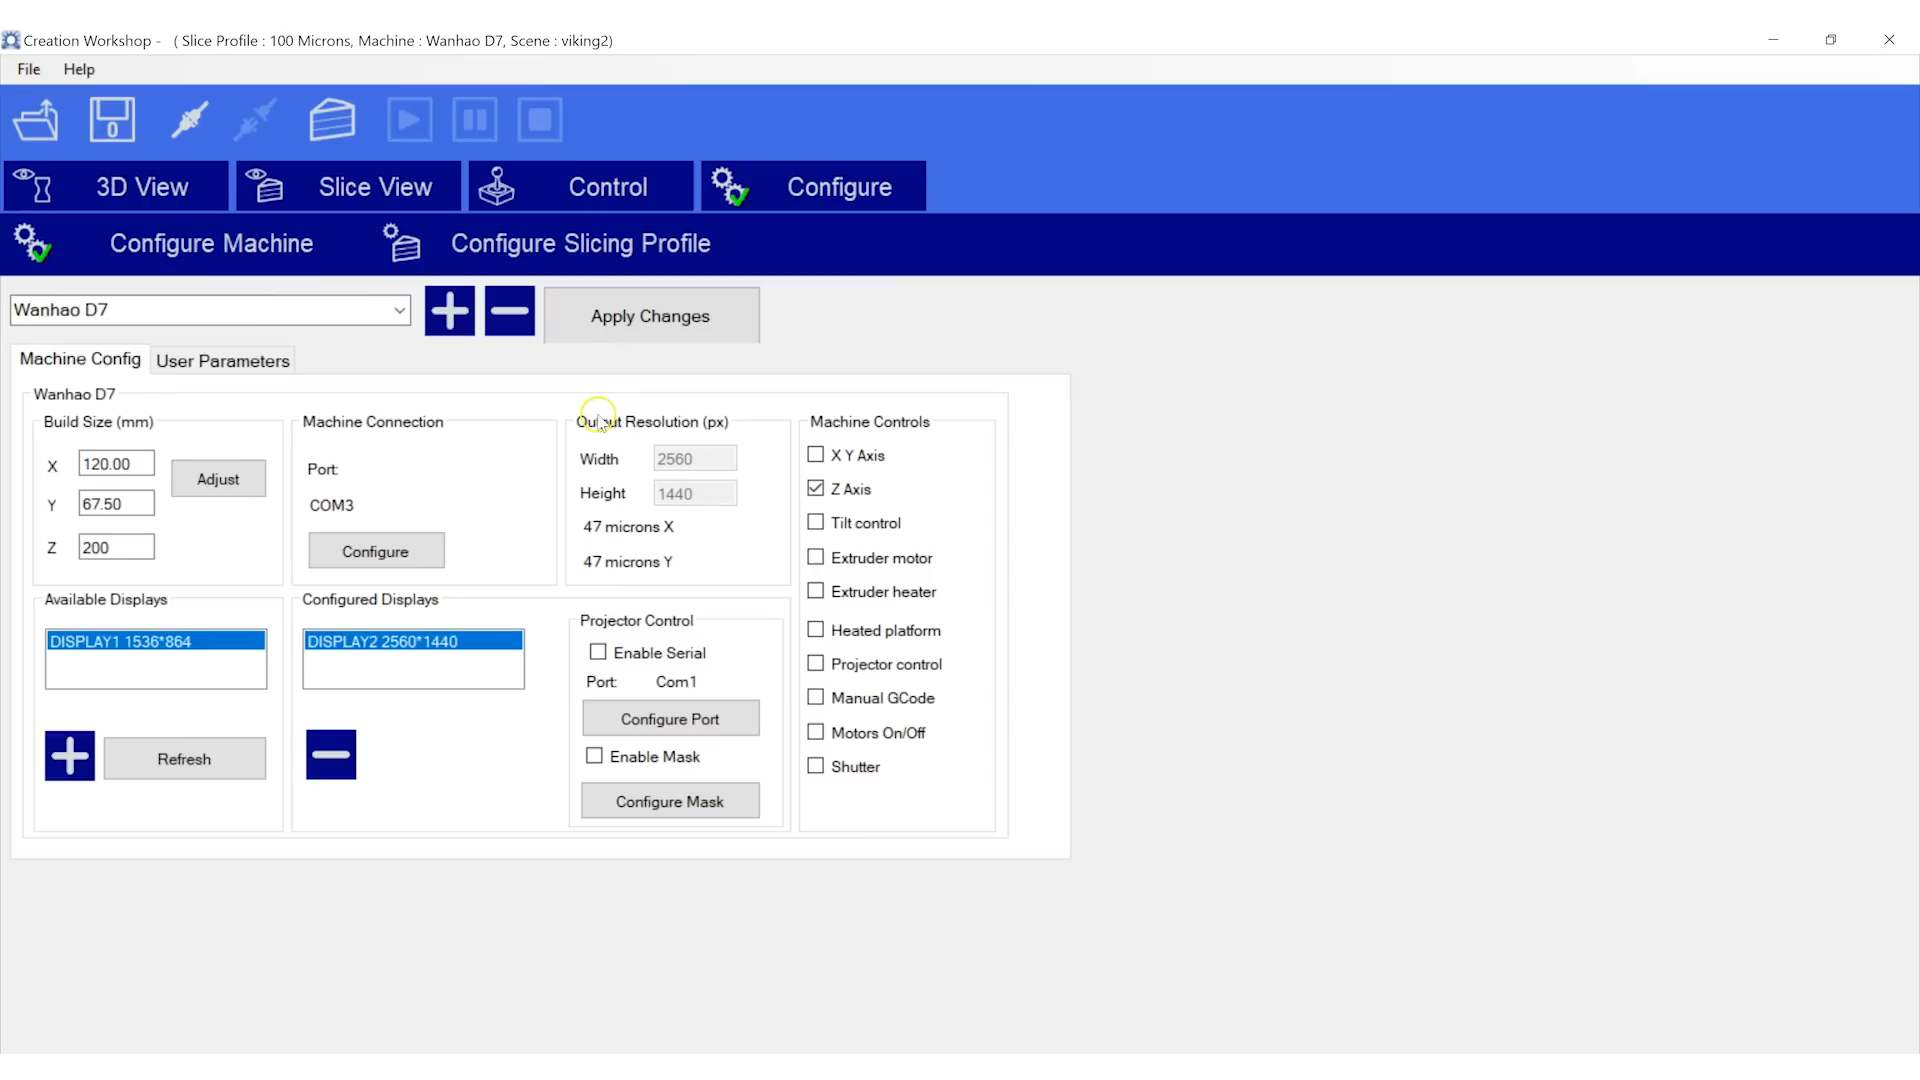 Creation Workshop -   ( Slice Profile : 100 Microns, Machine : Wanhao D7, Scene : viking2)
File Help
3D View Slice View Control Configure
Configure Machine Configure Slicing Profile
Wanhao D7 Apply Changes
Machine Config User Parameters
Wanhao D7
Build Size (mm)
X 120.00
Adjust
Y 67.50
Z 200
Machine Connection
Port:
COM3
Configure
Output Resolution (px)
Width 2560
Height 1440
47 microns X
47 microns Y
Machine Controls
X Y Axis
Z Axis
Tilt control
Extruder motor
Extruder heater
Heated platform
Projector control
Manual GCode
Motors On/Off
Shutter
Available Displays
DISPLAY1 1536*864
Refresh
Configured Displays
DISPLAY2 2560*1440
Projector Control
Enable Serial
Port: Com1
Configure Port
Enable Mask
Configure Mask